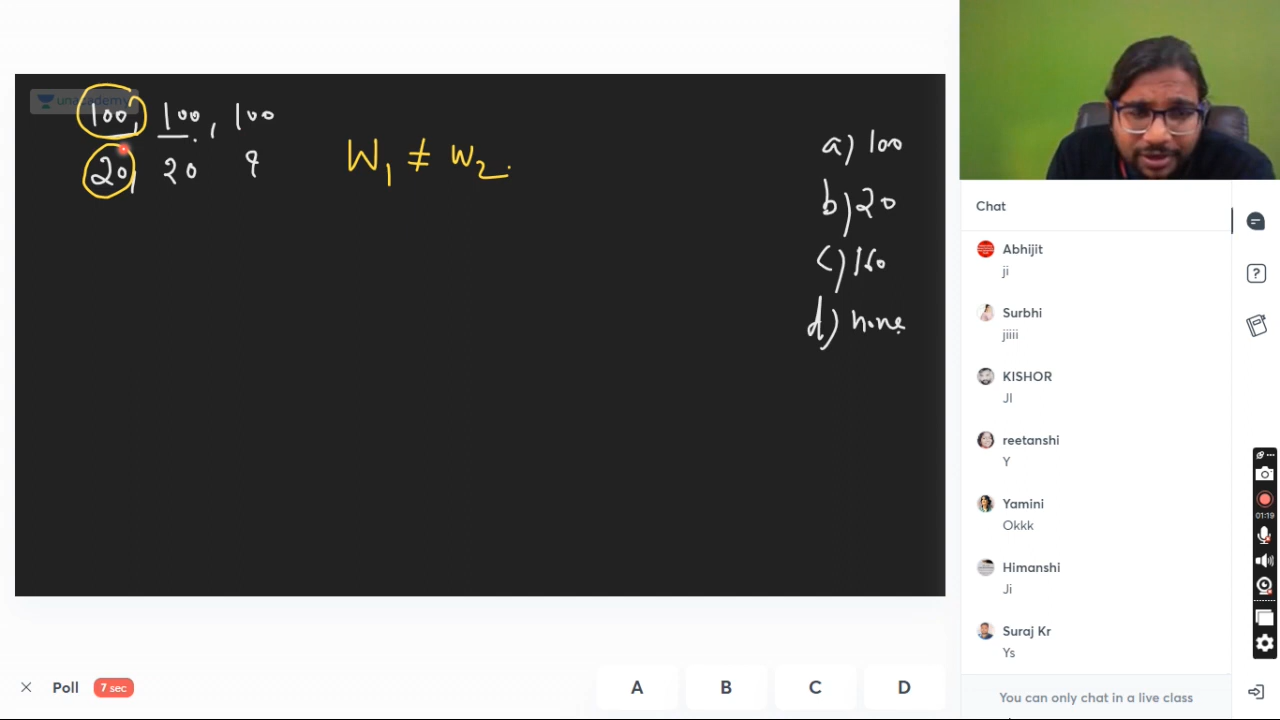 unacademy
100, 100, 100
20, 20 9
W1 ≠ W2.
a) 100
b) 20
c) 160
d) none
Chat
Abhijit
ji
Surbhi
jiiii
KISHOR
JI
reetanshi
Y
Yamini
Okkk
Himanshi
Ji
Suraj Kr
Ys
You can only chat in a live class
01:19
× Poll 7 sec A B C D